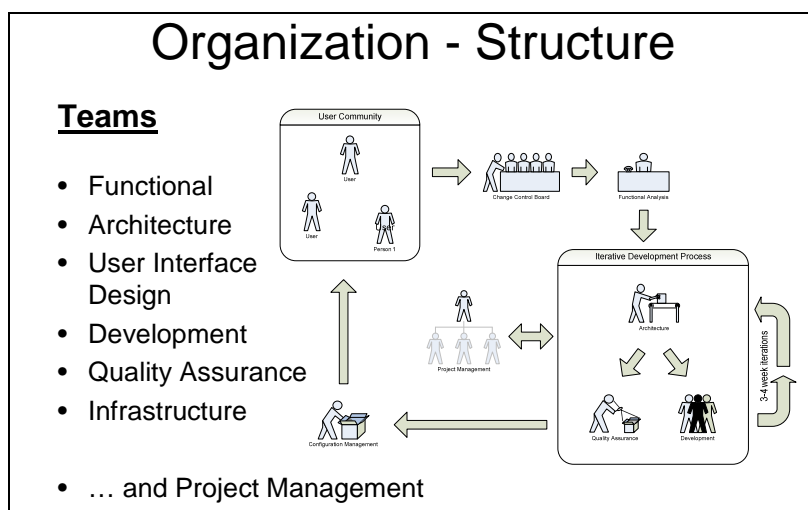 Organization - Structure
Teams
• Functional
• Architecture
• User Interface
Design
• Development
• Quality Assurance
• Infrastructure
• … and Project Management
User Community
User
User
User
Person 1
Change Control Board
Functional Analysis
Iterative Development Process
Architecture
Quality Assurance
Development
3-4 week iterations
Project Management
Configuration Management